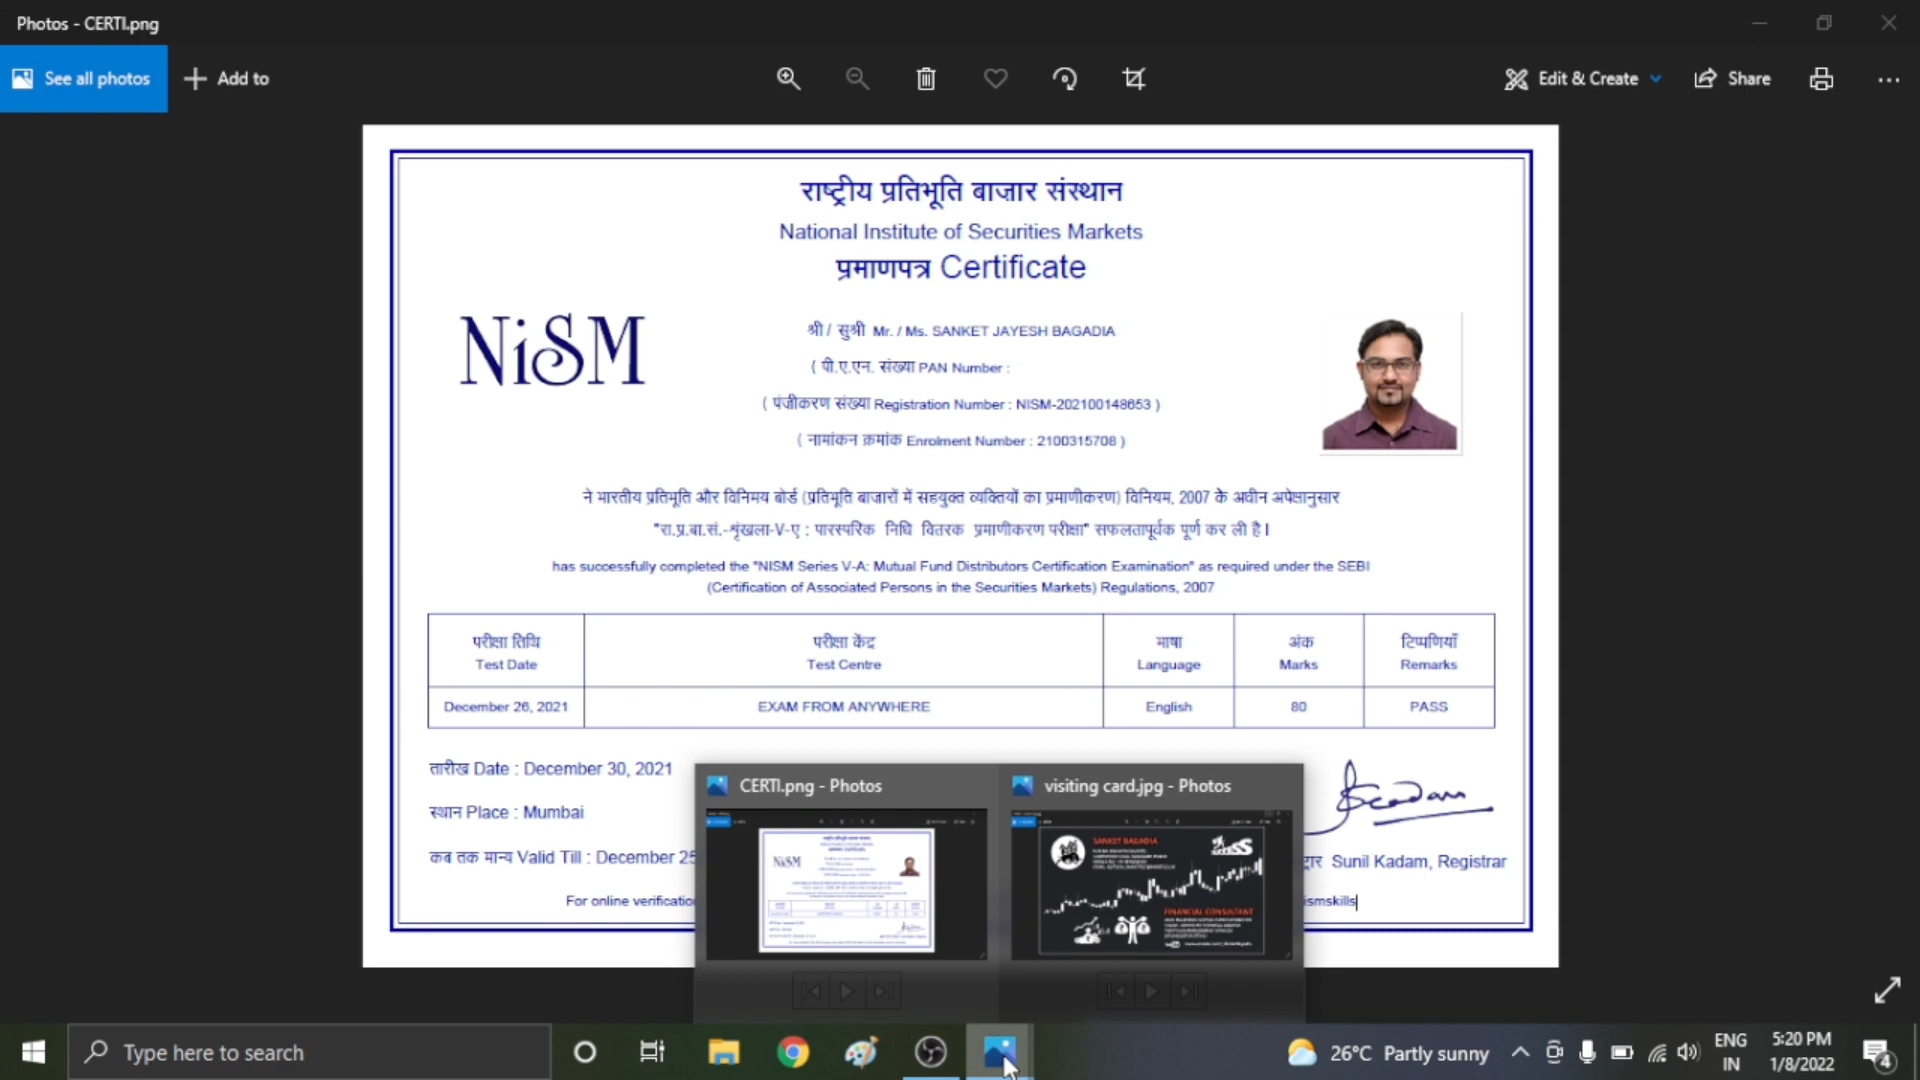 Photos - CERTI.png
See all photos
Add to
Edit & Create
Share
राष्ट्रीय प्रतिभूति बाज़ार संस्थान
National Institute of Securities Markets
प्रमाणपत्र Certificate
NiSM
श्री / सुश्री Mr. / Ms. SANKET JAYESH BAGADIA
( पी.ए.एन. संख्या PAN Number :
( पंजीकरण संख्या Registration Number : NISM-202100148653 )
( नामांकन क्रमांक Enrolment Number : 2100315708 )
ने भारतीय प्रतिभूति और विनिमय बोर्ड (प्रतिभूति बाजारों में सहयुक्त व्यक्तियों का प्रमाणीकरण) विनियम, 2007 के अधीन अपेक्षानुसार
"रा.प्र.बा.सं.-शृंखला-V-ए : पारस्परिक निधि वितरक प्रमाणीकरण परीक्षा" सफलतापूर्वक पूर्ण कर ली है।
has successfully completed the "NISM Series V-A: Mutual Fund Distributors Certification Examination" as required under the SEBI
(Certification of Associated Persons in the Securities Markets) Regulations, 2007
परीक्षा तिथि परीक्षा केंद्र भाषा अंक टिप्पणियाँ
Test Date Test Centre Language Marks Remarks
December 26, 2021 EXAM FROM ANYWHERE English 80 PASS
तारीख Date : December 30, 2021
स्थान Place : Mumbai
कब तक मान्य Valid Till : December 25
Sunil Kadam, Registrar
For online verification
ismskills
CERTI.png - Photos
visiting card.jpg - Photos
SANKET BAGADIA
FINANCIAL CONSULTANT
Type here to search
26°C Partly sunny
ENG
IN
5:20 PM
1/8/2022
4